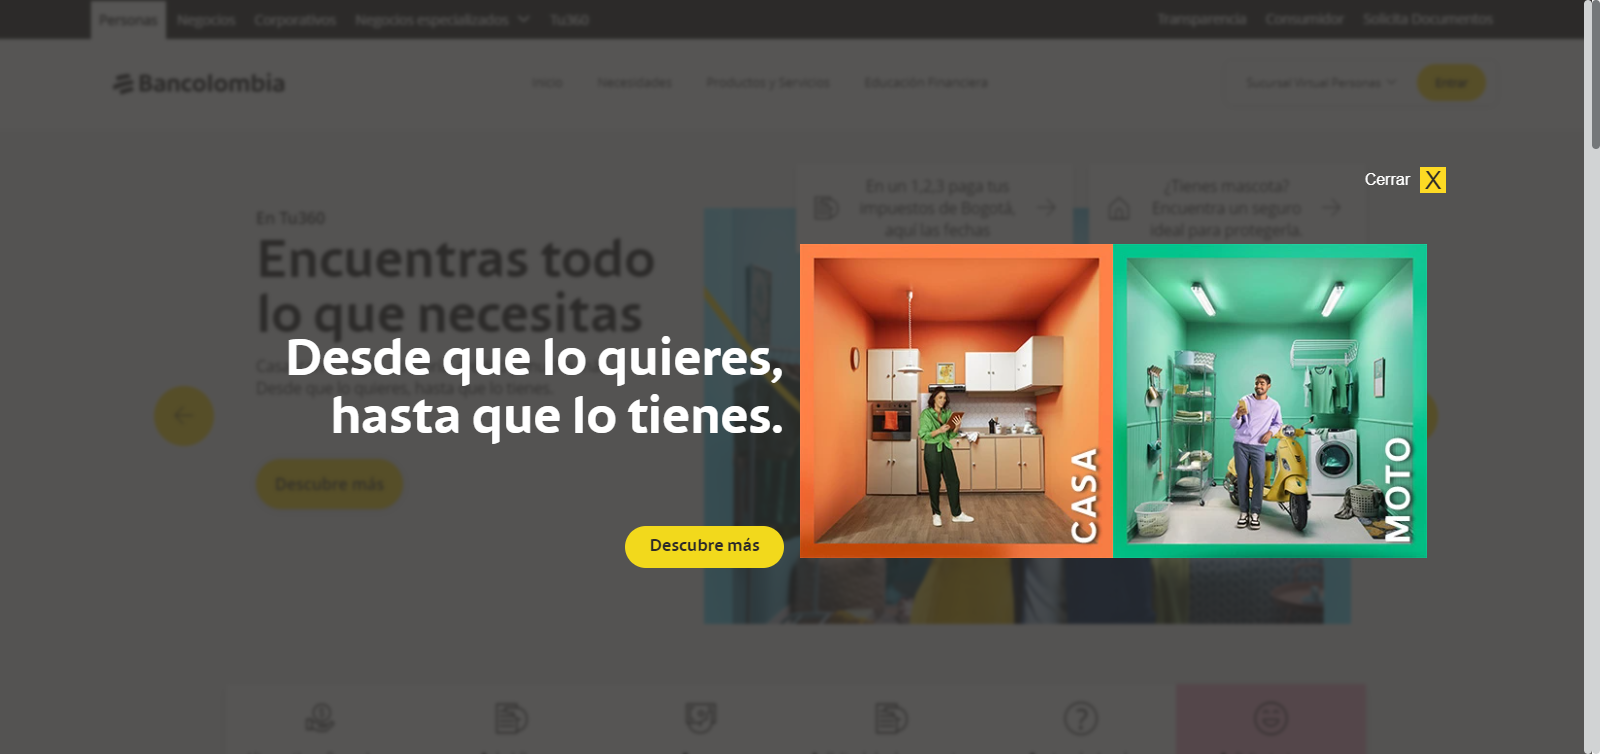 Personas Negocios Corporativos Negocios especializados Tu360 Transparencia Consumidor Solicita Documentos
Bancolombia Inicio Necesidades Productos y Servicios Educación Financiera Sucursal Virtual Personas Entrar
Cerrar X
En un 1,2,3 paga tus
impuestos de Bogotá,
aquí las fechas
¿Tienes mascota?
Encuentra un seguro
ideal para protegerla.
En Tu360
Encuentras todo
lo que necesitas
Desde que lo quieres, hasta que lo tienes.
Descubre más
Desde que lo quieres,
hasta que lo tienes.
Descubre más
CASA
MOTO